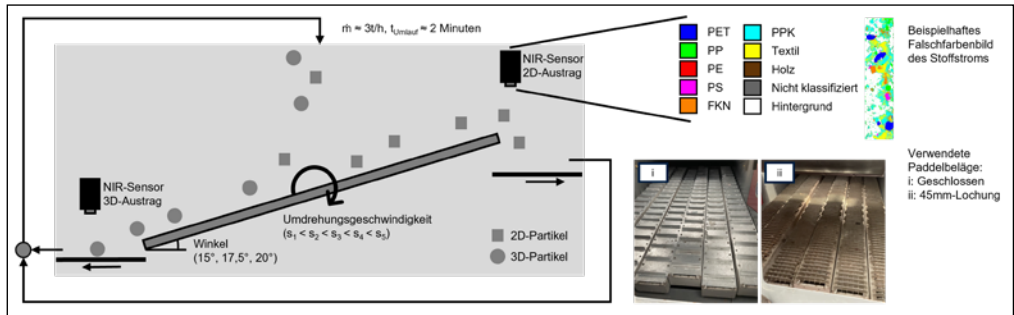 ṁ ≈ 3t/h, tUmlauf ≈ 2 Minuten
NIR-Sensor
2D-Austrag
NIR-Sensor
3D-Austrag
Umdrehungsgeschwindigkeit
(s1 < s2 < s3 < s4 < s5)
Winkel
(15°, 17,5°, 20°)
2D-Partikel
3D-Partikel
PET
PP
PE
PS
FKN
PPK
Textil
Holz
Nicht klassifiziert
Hintergrund
Beispielhaftes
Falschfarbenbild
des Stoffstroms
i
ii
Verwendete
Paddelbeläge:
i: Geschlossen
ii: 45mm-Lochung